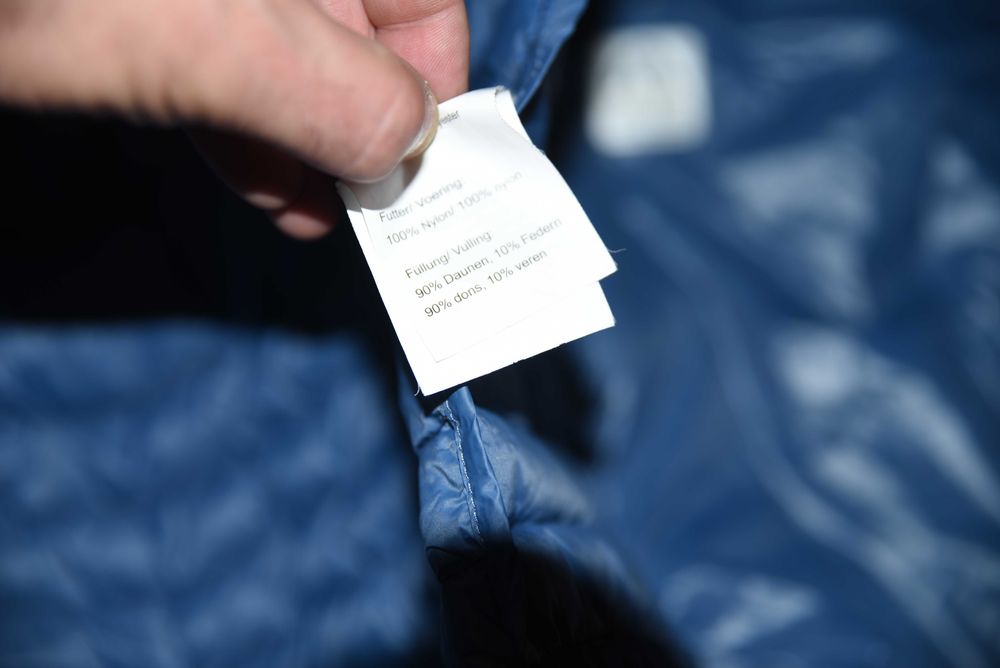 Futter/ Voering:
100% Nylon/ 100% nylon
Füllung/ Vulling:
90% Daunen, 10% Federn
90% dons, 10% veren